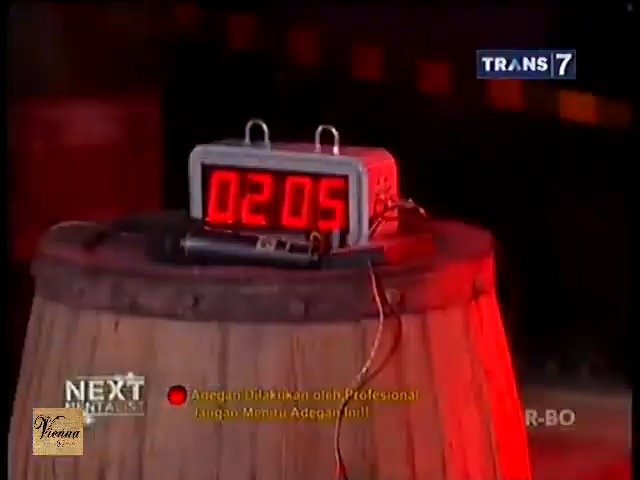 TRANS 7
02 05
NEXT
MENTALIST
Adegan Dilakukan oleh Profesional
Jangan Meniru Adegan Ini!!
R-BO
Vienna